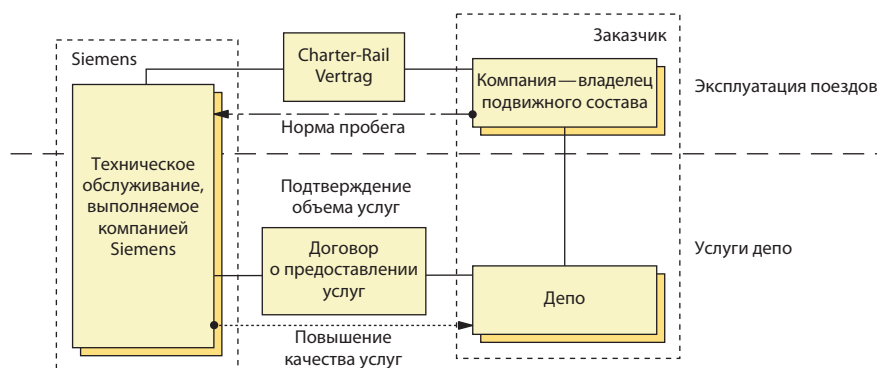 Siemens
Charter-Rail
Vertrag
Заказчик
Компания — владелец
подвижного состава
Эксплуатация поездов
Норма пробега
Техническое
обслуживание,
выполняемое
компанией
Siemens
Подтверждение
объема услуг
Договор
о предоставлении
услуг
Депо
Услуги депо
Повышение
качества услуг